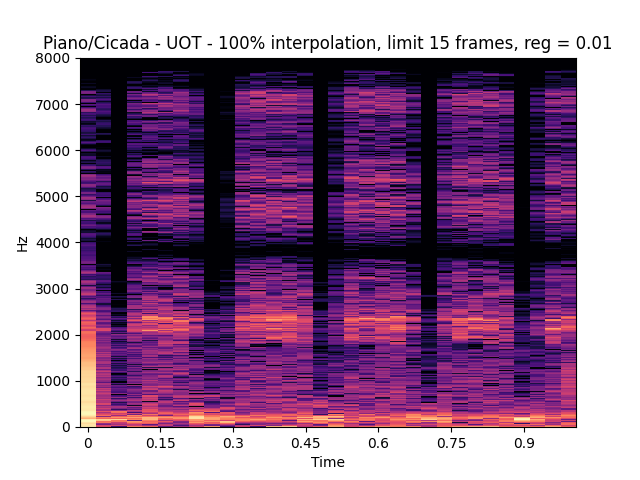 Piano/Cicada - UOT - 100% interpolation, limit 15 frames, reg = 0.01
8000
7000
6000
5000
4000
3000
2000
1000
0
Hz
0 0.15 0.3 0.45 0.6 0.75 0.9
Time